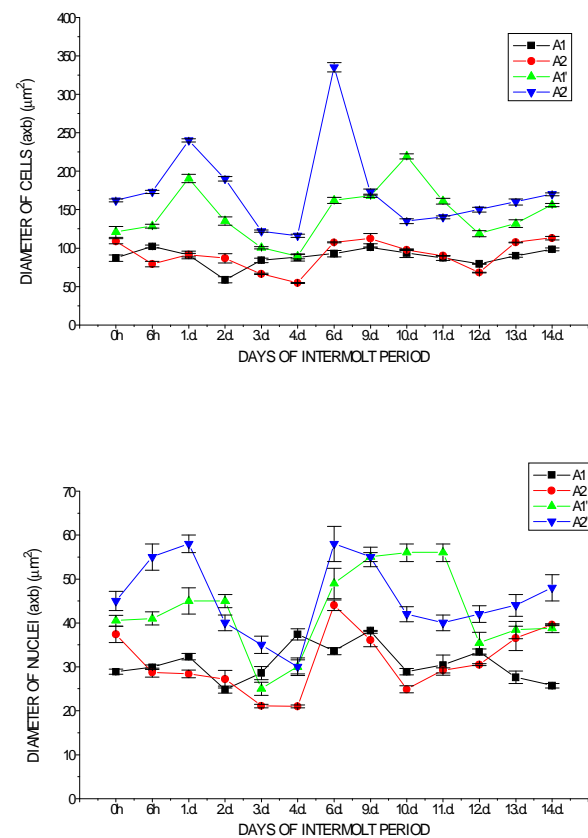 400
350
300
250
200
150
100
50
0
DIAMETER OF CELLS (axb) (µm²)
A1
A2
A1'
A2'
0h 6h 1.d 2.d 3.d 4.d 6.d 9.d 10.d 11.d 12.d 13.d 14.d
DAYS OF INTERMOLT PERIOD
70
60
50
40
30
20
10
0
DIAMETER OF NUCLEI (axb) (µm²)
A1
A2
A1'
A2'
0h 6h 1.d 2.d 3.d 4.d 6.d 9.d 10.d 11.d 12.d 13.d 14.d
DAYS OF INTERMOLT PERIOD